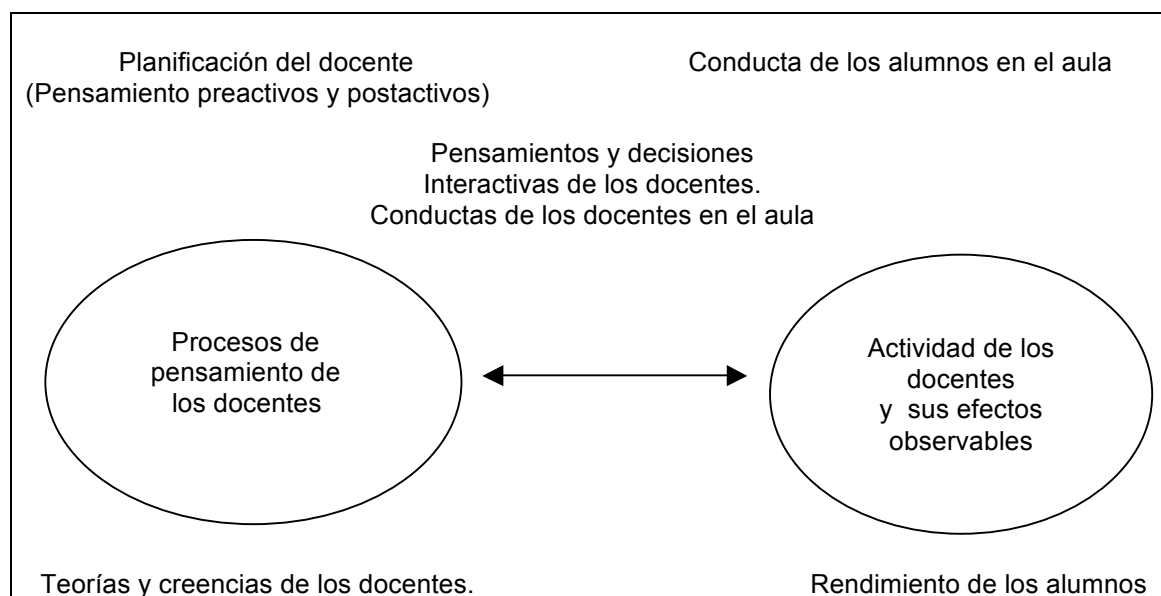 Planificación del docente
(Pensamiento preactivos y postactivos)
Conducta de los alumnos en el aula
Pensamientos y decisiones
Interactivas de los docentes.
Conductas de los docentes en el aula
Procesos de
pensamiento de
los docentes
Actividad de los
docentes
y sus efectos
observables
Teorías y creencias de los docentes.
Rendimiento de los alumnos